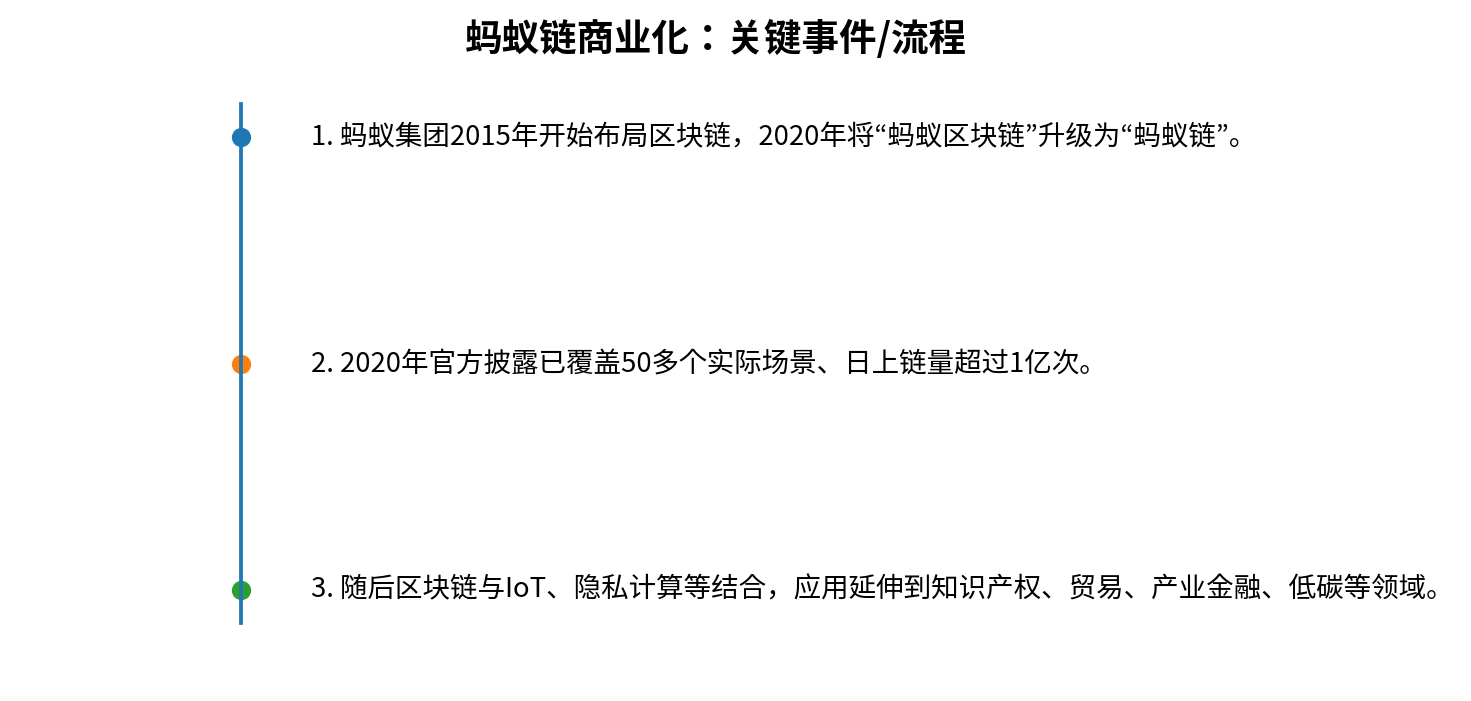 蚂蚁链商业化：关键事件/流程
1. 蚂蚁集团2015年开始布局区块链，2020年将“蚂蚁区块链”升级为“蚂蚁链”。
2. 2020年官方披露已覆盖50多个实际场景、日上链量超过1亿次。
3. 随后区块链与IoT、隐私计算等结合，应用延伸到知识产权、贸易、产业金融、低碳等领域。